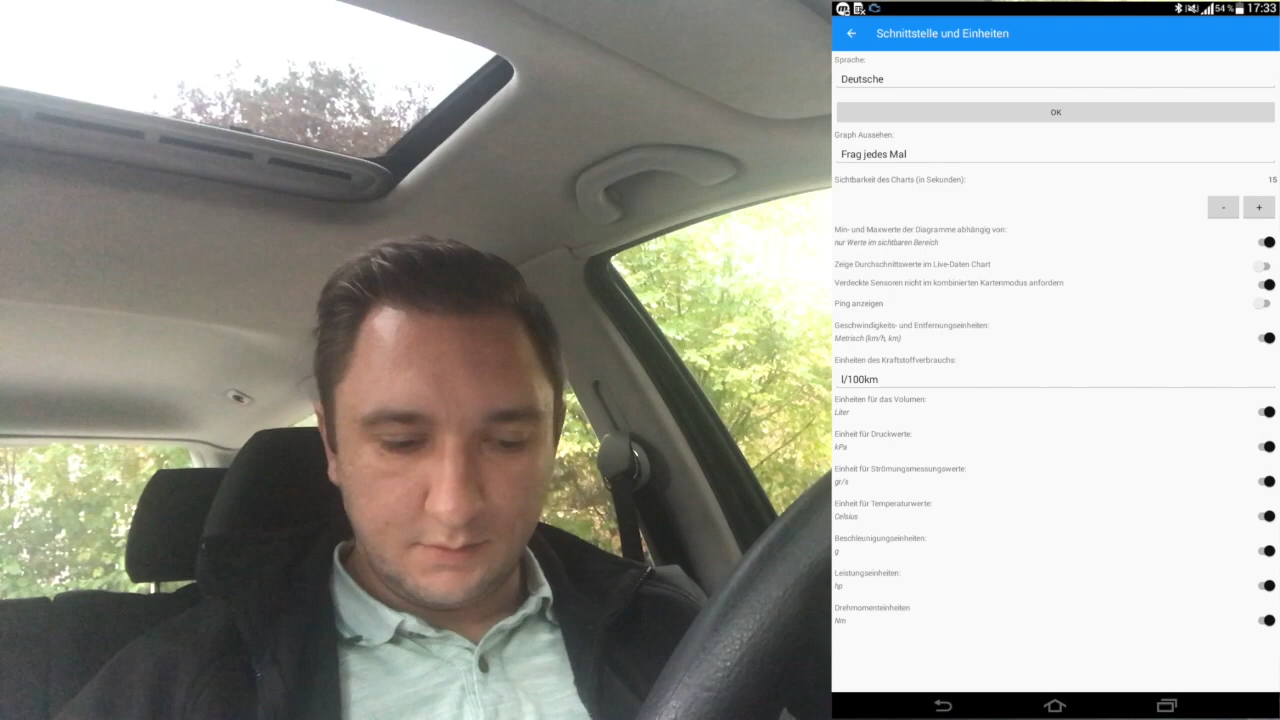 54 % 17:33
Schnittstelle und Einheiten
Sprache:
Deutsche
OK
Graph Aussehen:
Frag jedes Mal
Sichtbarkeit des Charts (in Sekunden): 15
- +
Min- und Maxwerte der Diagramme abhängig von:
nur Werte im sichtbaren Bereich
Zeige Durchschnittswerte im Live-Daten Chart
Verdeckte Sensoren nicht im kombinierten Kartenmodus anfordern
Ping anzeigen
Geschwindigkeits- und Entfernungseinheiten:
Metrisch (km/h, km)
Einheiten des Kraftstoffverbrauchs:
l/100km
Einheiten für das Volumen:
Liter
Einheit für Druckwerte:
kPa
Einheit für Strömungsmessungswerte:
gr/s
Einheit für Temperaturwerte:
Celsius
Beschleunigungseinheiten:
g
Leistungseinheiten:
hp
Drehmomenteinheiten
Nm